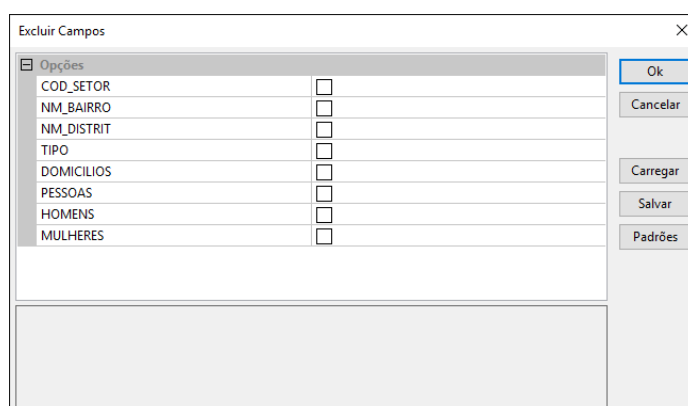 Excluir Campos
Opções
COD_SETOR
NM_BAIRRO
NM_DISTRIT
TIPO
DOMICILIOS
PESSOAS
HOMENS
MULHERES
Ok
Cancelar
Carregar
Salvar
Padrões